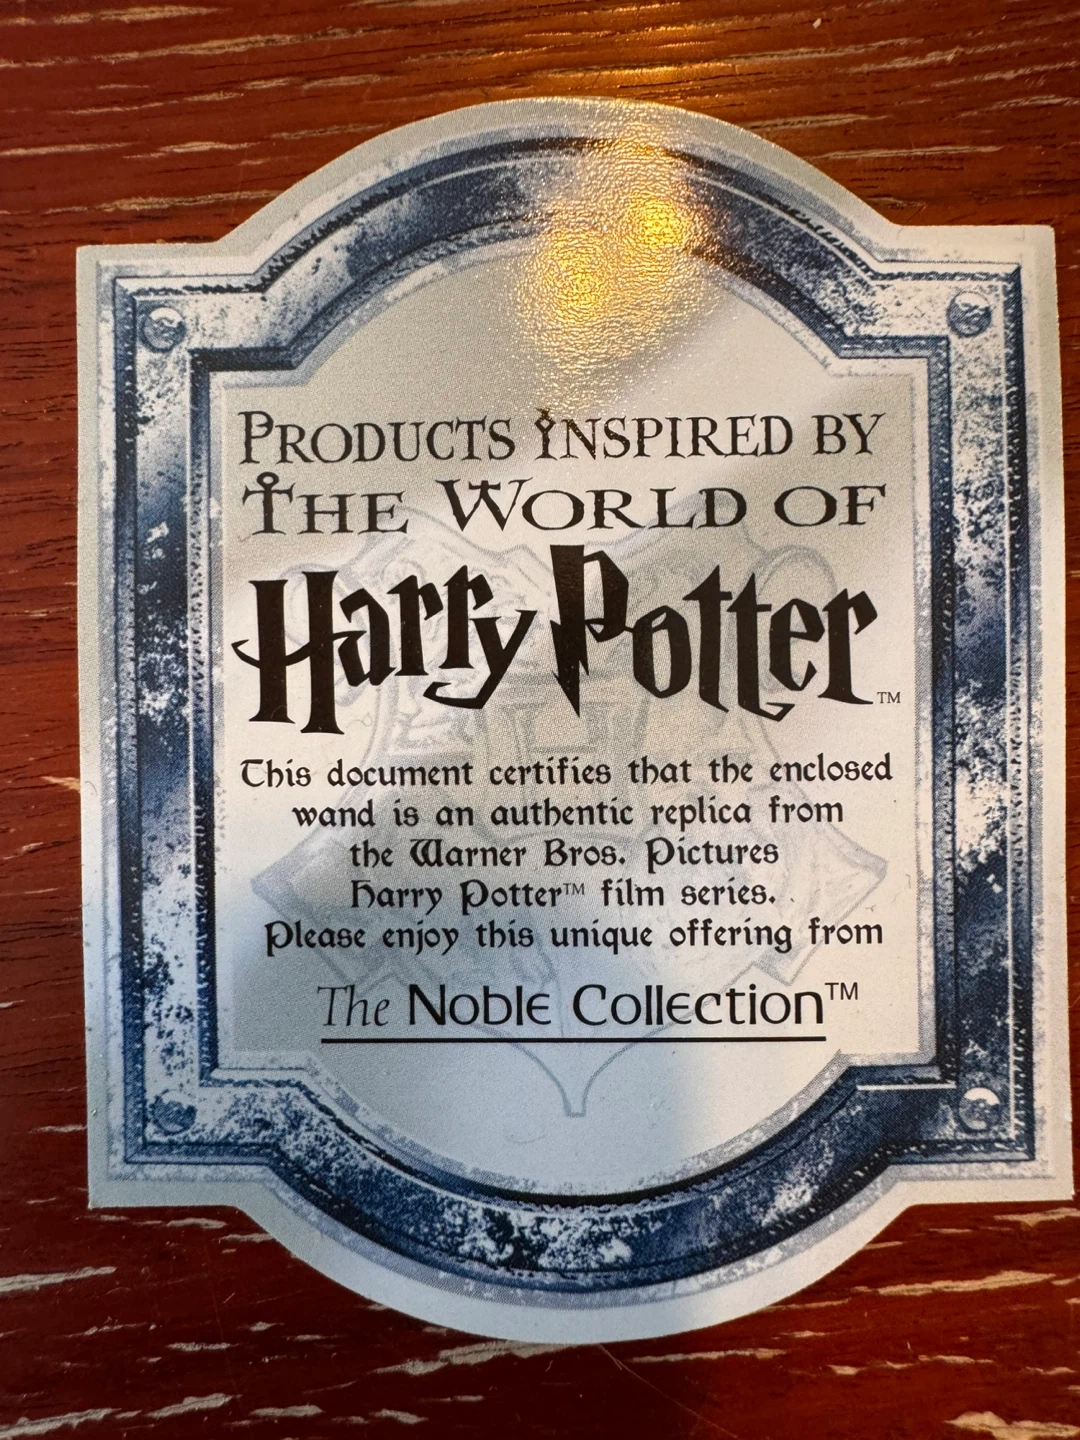 PRODUCTS INSPIRED BY
THE WORLD OF
Harry Potter™
This document certifies that the enclosed
wand is an authentic replica from
the Warner Bros. Pictures
Harry Potter™ film series.
Please enjoy this unique offering from
The Noble Collection™